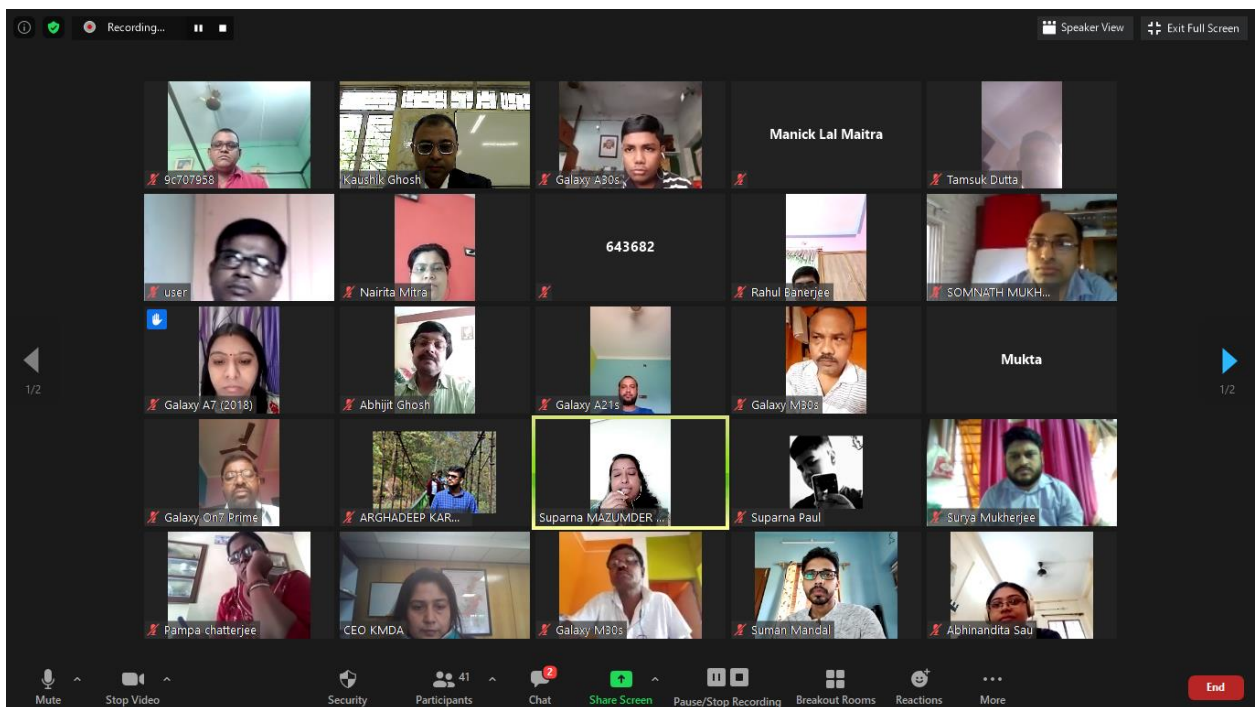 Recording...
Speaker View
Exit Full Screen
9c707958
Kaushik Ghosh
Galaxy A30s
Manick Lal Maitra
Tamsuk Dutta
user
Nairita Mitra
643682
Rahul Banerjee
SOMNATH MUKH...
Galaxy A7 (2018)
Abhijit Ghosh
Galaxy A21s
Galaxy M30s
Mukta
1/2
1/2
Galaxy On7 Prime
ARGHADEEP KAR...
Suparna MAZUMDER ...
Suparna Paul
Surya Mukherjee
Pampa chatterjee
CEO KMDA
Galaxy M30s
Suman Mandal
Abhinandita Sau
Mute
Stop Video
Security
Participants 41
Chat 2
Share Screen
Pause/Stop Recording
Breakout Rooms
Reactions
More
End